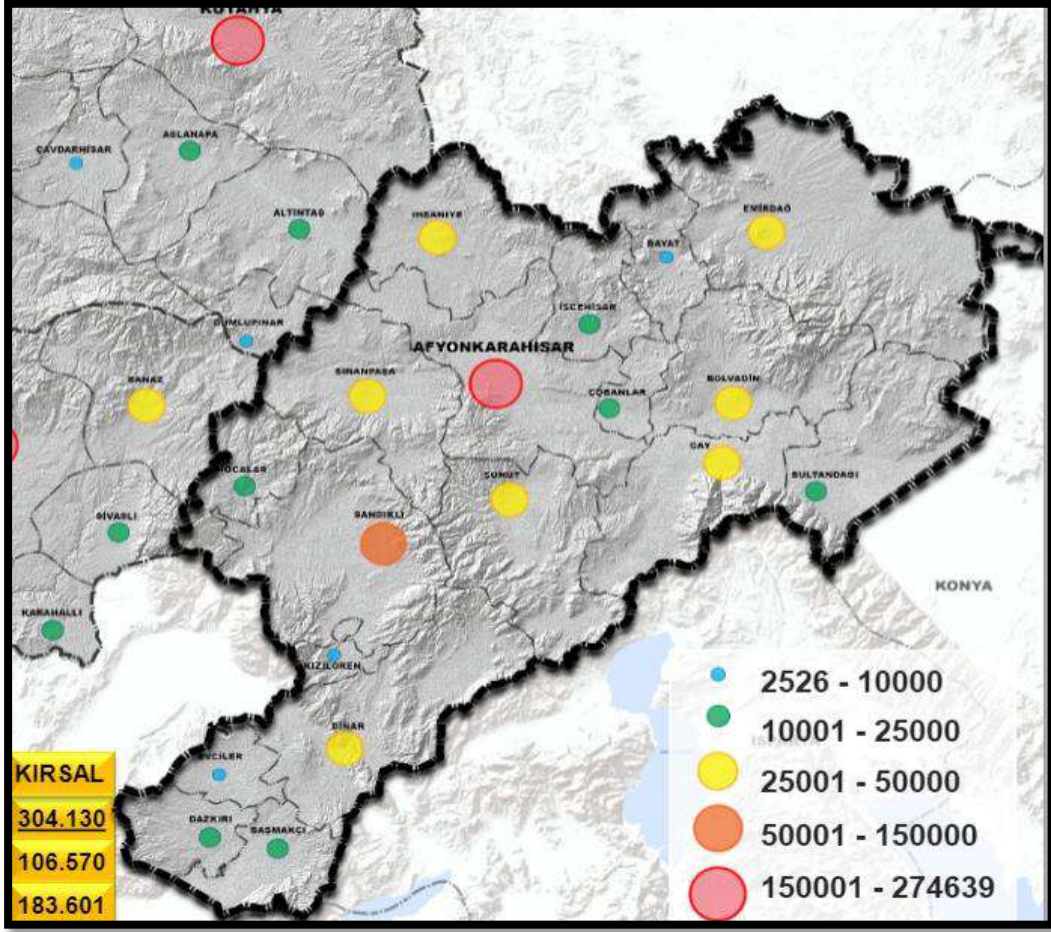 KÜTAHYA
ASLANAPA
ÇAVDARHİSAR
ALTINTAŞ
İHSANİYE
EMİRDAĞ
BAYAT
İSCEHİSAR
DUMLUPINAR
AFYONKARAHİSAR
SİNANPAŞA
BANAZ
ÇOBANLAR
BOLVADİN
ÇAY
HOCALAR
ŞUHUT
SULTANDAĞI
SANDIKLI
SİVASLI
KONYA
KARAHALLI
KIZILÖREN
DİNAR
EVCİLER
DAZKIRI
BAŞMAKÇI
KIRSAL
304.130
106.570
183.601
2526 - 10000
10001 - 25000
25001 - 50000
50001 - 150000
150001 - 274639